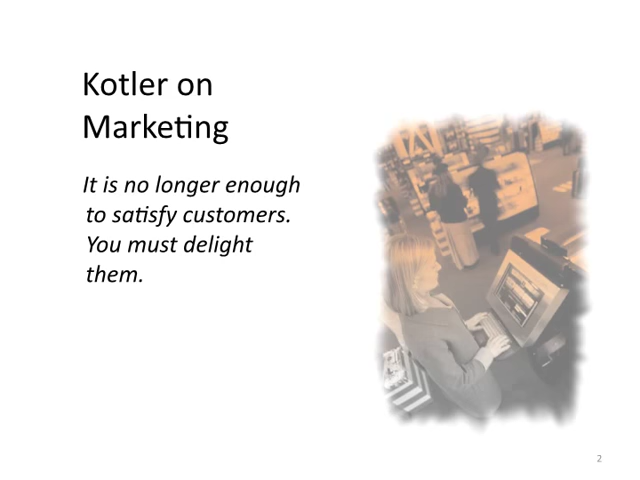 Kotler on
Marketing
It is no longer enough
to satisfy customers.
You must delight
them.
2